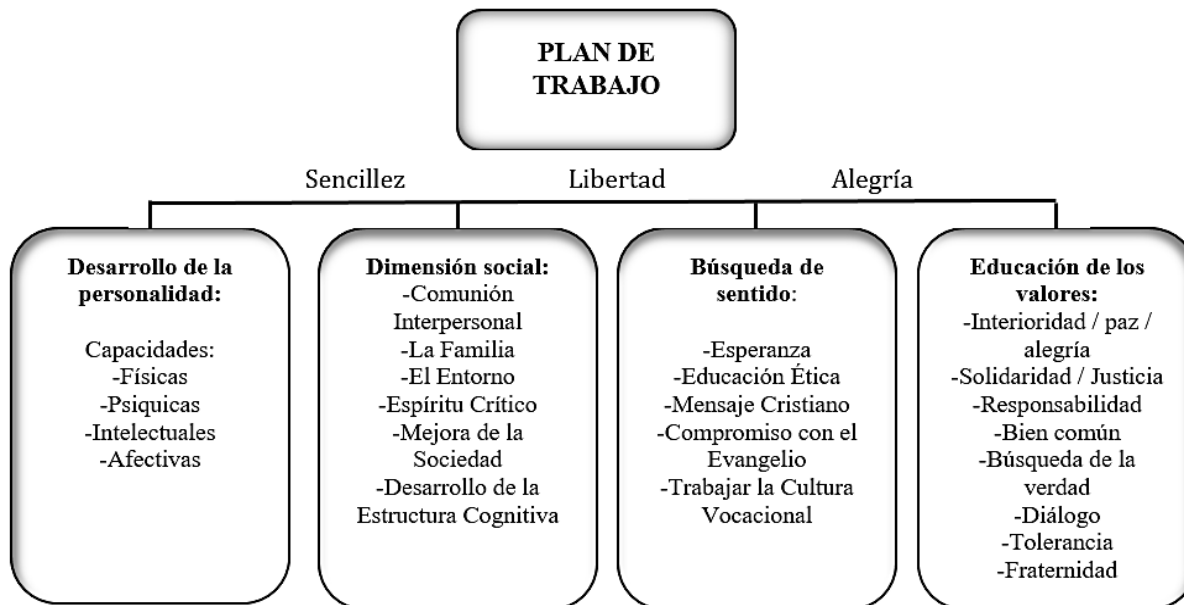 PLAN DE
TRABAJO
Sencillez
Libertad
Alegría
Desarrollo de la
personalidad:
Capacidades:
-Físicas
-Psiquicas
-Intelectuales
-Afectivas
Dimensión social:
-Comunión
Interpersonal
-La Familia
-El Entorno
-Espíritu Crítico
-Mejora de la
Sociedad
-Desarrollo de la
Estructura Cognitiva
Búsqueda de
sentido:
-Esperanza
-Educación Ética
-Mensaje Cristiano
-Compromiso con el
Evangelio
-Trabajar la Cultura
Vocacional
Educación de los
valores:
-Interioridad / paz /
alegría
-Solidaridad / Justicia
-Responsabilidad
-Bien común
-Búsqueda de la
verdad
-Diálogo
-Tolerancia
-Fraternidad